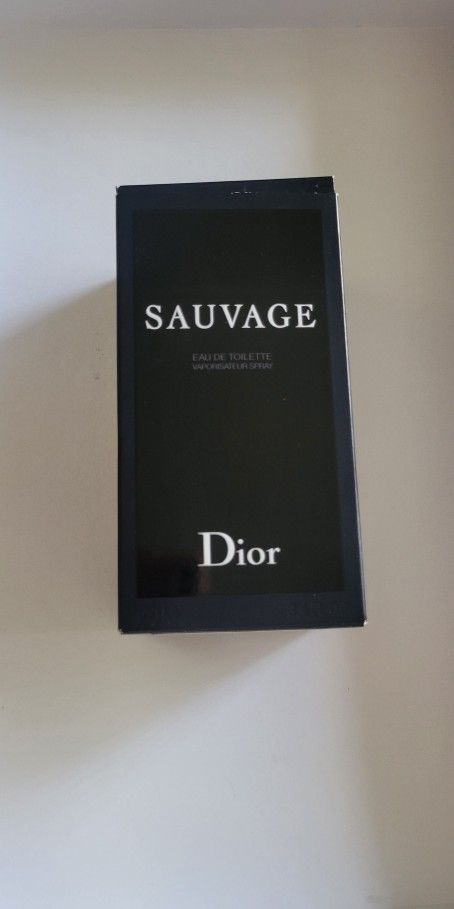 SAUVAGE
EAU DE TOILETTE
VAPORISATEUR SPRAY
Dior